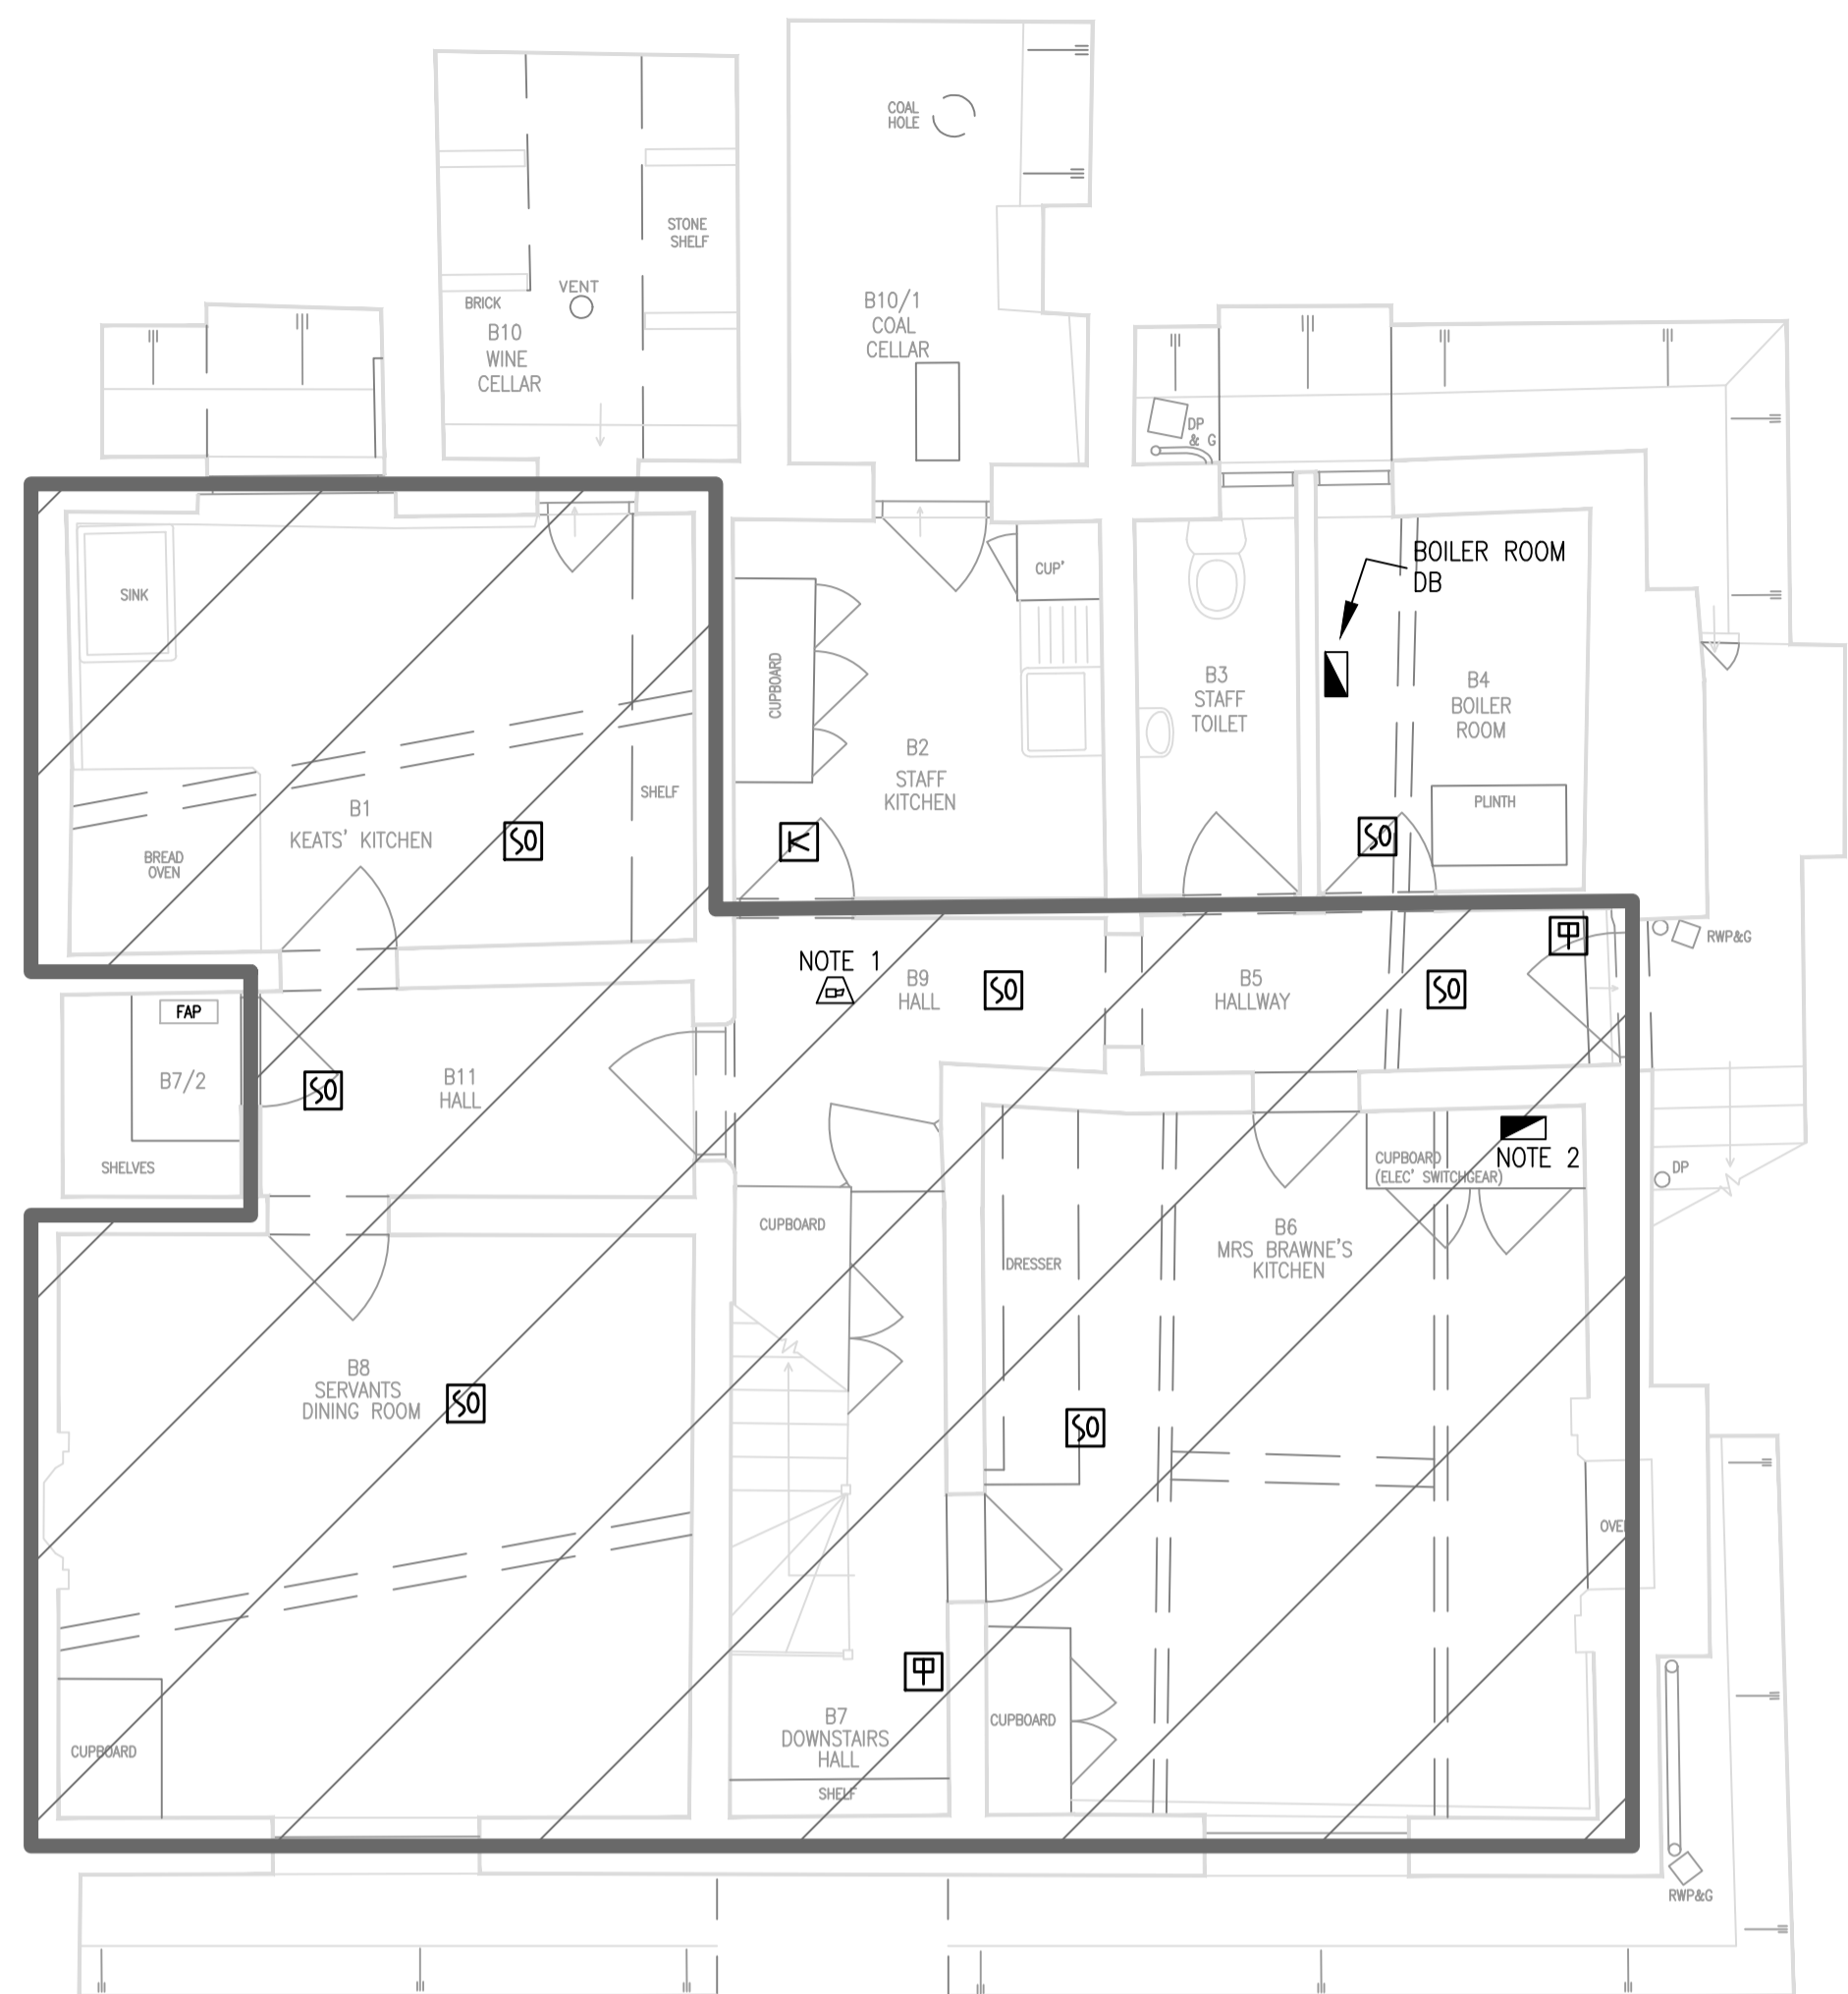 COAL
HOLE
STONE
SHELF
VENT
BRICK
B10
WINE
CELLAR
B10/1
COAL
CELLAR
DP
& G
BOILER ROOM
DB
CUP'
SINK
CUPBOARD
B3
STAFF
TOILET
B4
BOILER
ROOM
B2
STAFF
KITCHEN
SHELF
PLINTH
B1
KEATS' KITCHEN
SO
K
SO
BREAD
OVEN
RWP&G
NOTE 1
B9
HALL
SO
B5
HALLWAY
SO
FAP
B7/2
SO
B11
HALL
SHELVES
CUPBOARD
(ELEC' SWITCHGEAR)
NOTE 2
DP
CUPBOARD
B6
MRS BRAWNE'S
KITCHEN
DRESSER
B8
SERVANTS
DINING ROOM
SO
SO
OVE
B7
DOWNSTAIRS
HALL
CUPBOARD
CUPBOARD
SHELF
RWP&G